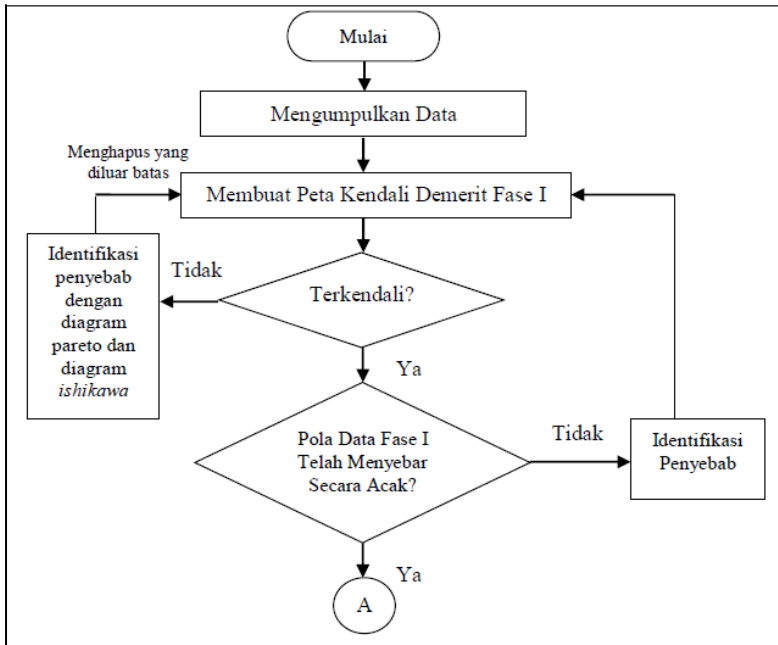 Mulai
Mengumpulkan Data
Menghapus yang
diluar batas
Membuat Peta Kendali Demerit Fase I
Identifikasi
penyebab
dengan
diagram
pareto dan
diagram
ishikawa
Tidak
Terkendali?
Ya
Pola Data Fase I
Telah Menyebar
Secara Acak?
Tidak
Identifikasi
Penyebab
Ya
A